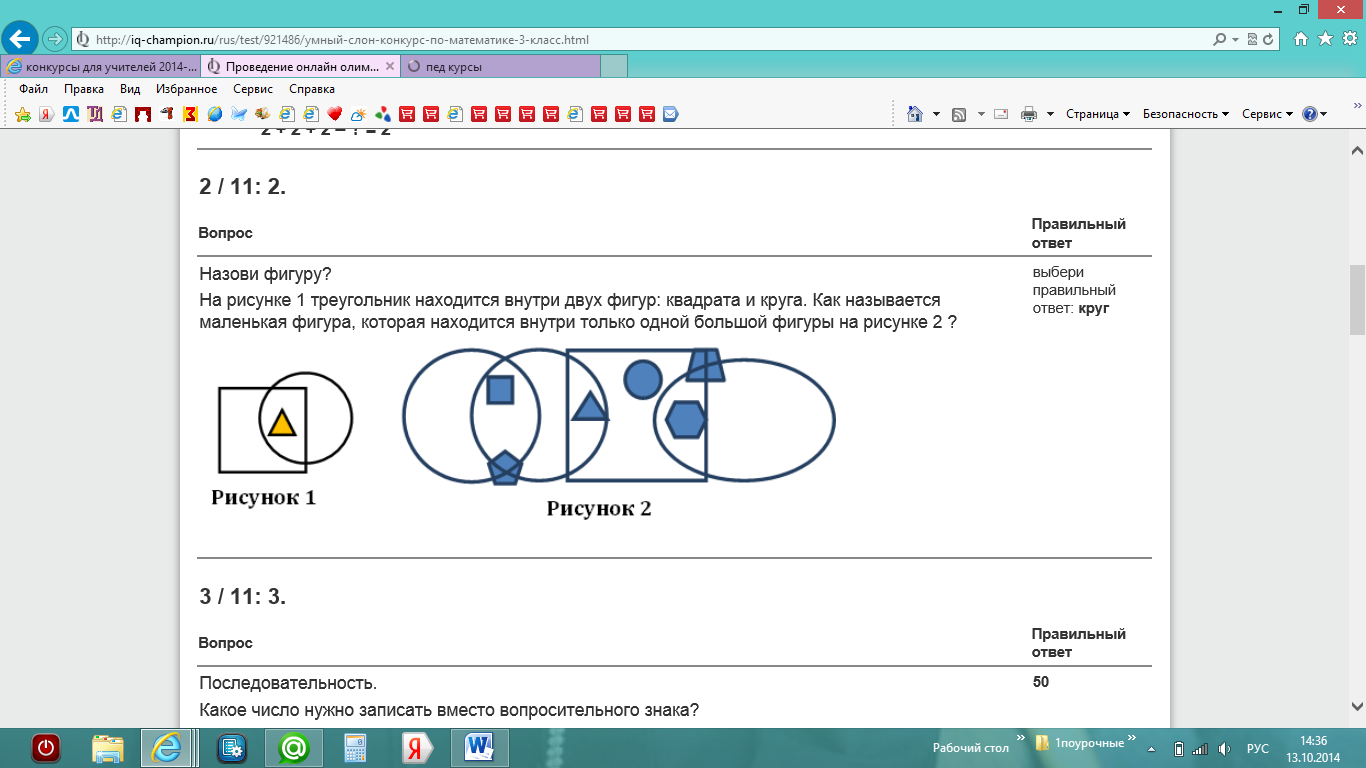 http://iq-champion.ru/rus/test/921486/умный-слон-конкурс-по-математике-3-класс.html
конкурсы для учителей 2014-...
Проведение онлайн олим...
пед курсы
Файл Правка Вид Избранное Сервис Справка
Страница Безопасность Сервис
2 / 11: 2.
Вопрос
Правильный
ответ
Назови фигуру?
На рисунке 1 треугольник находится внутри двух фигур: квадрата и круга. Как называется
маленькая фигура, которая находится внутри только одной большой фигуры на рисунке 2 ?
выбери
правильный
ответ: круг
Рисунок 1
Рисунок 2
3 / 11: 3.
Вопрос
Правильный
ответ
Последовательность.
Какое число нужно записать вместо вопросительного знака?
50
Рабочий стол
1поурочные
РУС
14:36
13.10.2014